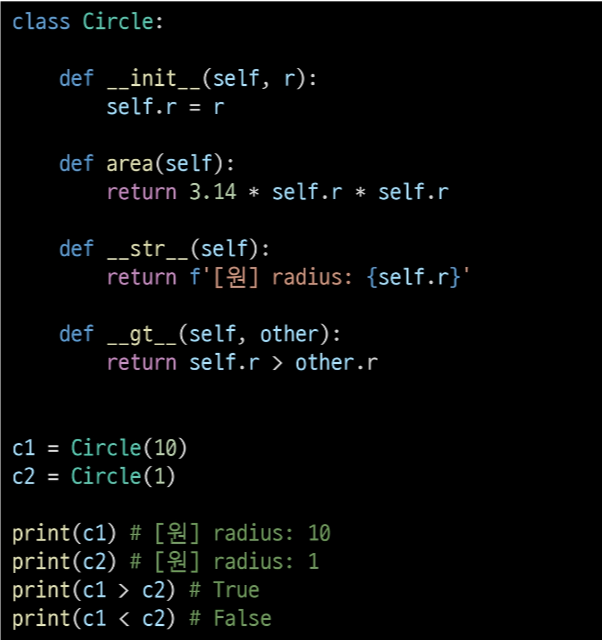 class Circle:
    def __init__(self, r):
        self.r = r
    def area(self):
        return 3.14 * self.r * self.r
    def __str__(self):
        return f'[원] radius: {self.r}'
    def __gt__(self, other):
        return self.r > other.r
c1 = Circle(10)
c2 = Circle(1)
print(c1) # [원] radius: 10
print(c2) # [원] radius: 1
print(c1 > c2) # True
print(c1 < c2) # False